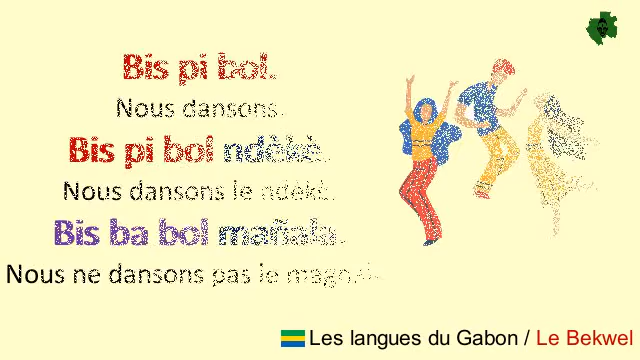 Bis pi bol.
Nous dansons.
Bis pi bol ndèkè.
Nous dansons le ndèkè.
Bis ba bol mañala.
Nous ne dansons pas le
Les langues du Gabon / Le Bekwel